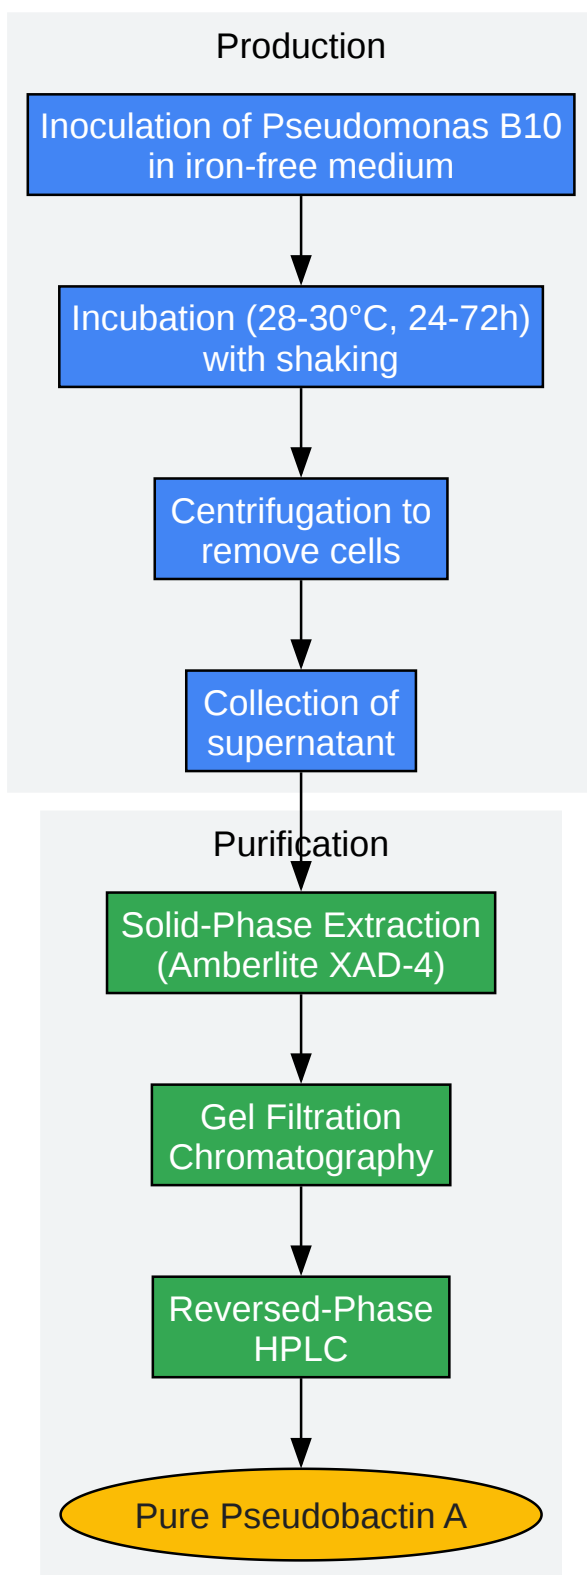 Production
Inoculation of Pseudomonas B10
in iron-free medium
Incubation (28-30°C, 24-72h)
with shaking
Centrifugation to
remove cells
Collection of
supernatant
Purification
Solid-Phase Extraction
(Amberlite XAD-4)
Gel Filtration
Chromatography
Reversed-Phase
HPLC
Pure Pseudobactin A